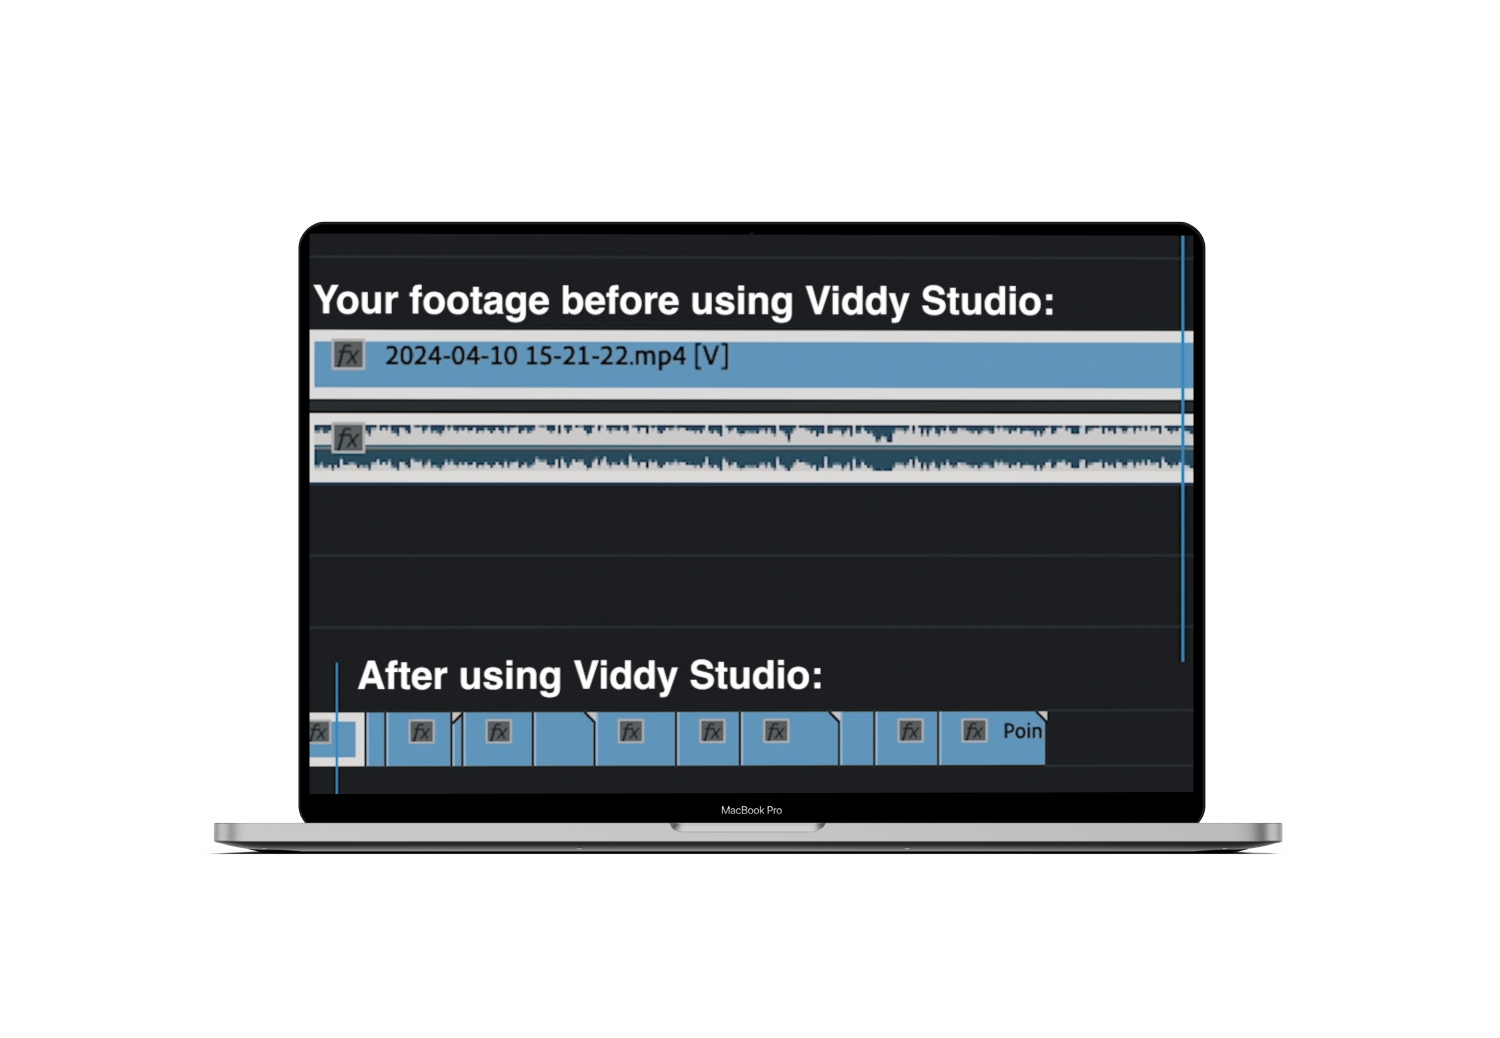 Your footage before using Viddy Studio:
fx 2024-04-10 15-21-22.mp4 [V]
fx
After using Viddy Studio:
fx fx fx fx fx fx fx fx Poin
MacBook Pro